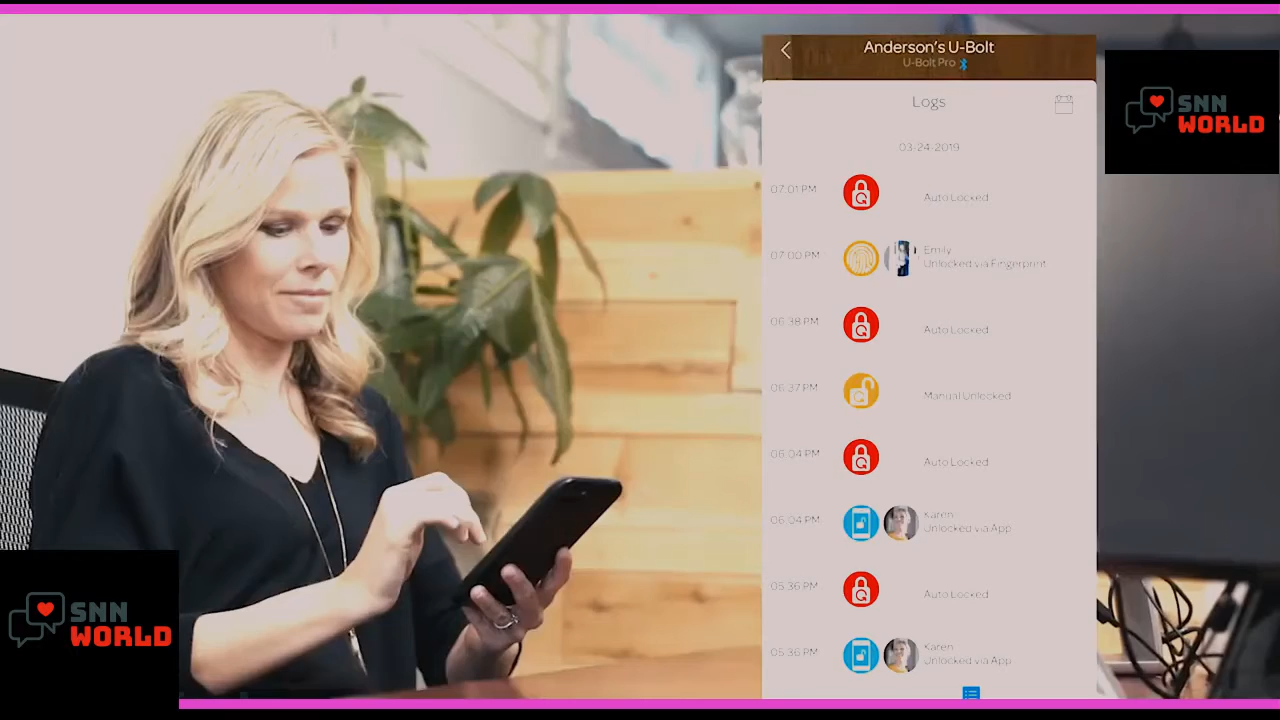 Anderson's U-Bolt
U-Bolt Pro
Logs
03-24-2019
07:01 PM
Auto Locked
07:00 PM
Emily
Unlocked via Fingerprint
06:38 PM
Auto Locked
06:37 PM
Manual Unlocked
06:04 PM
Auto Locked
06:04 PM
Karen
Unlocked via App
05:36 PM
Auto Locked
05:36 PM
Karen
Unlocked via App
SNN
WORLD
SNN
WORLD